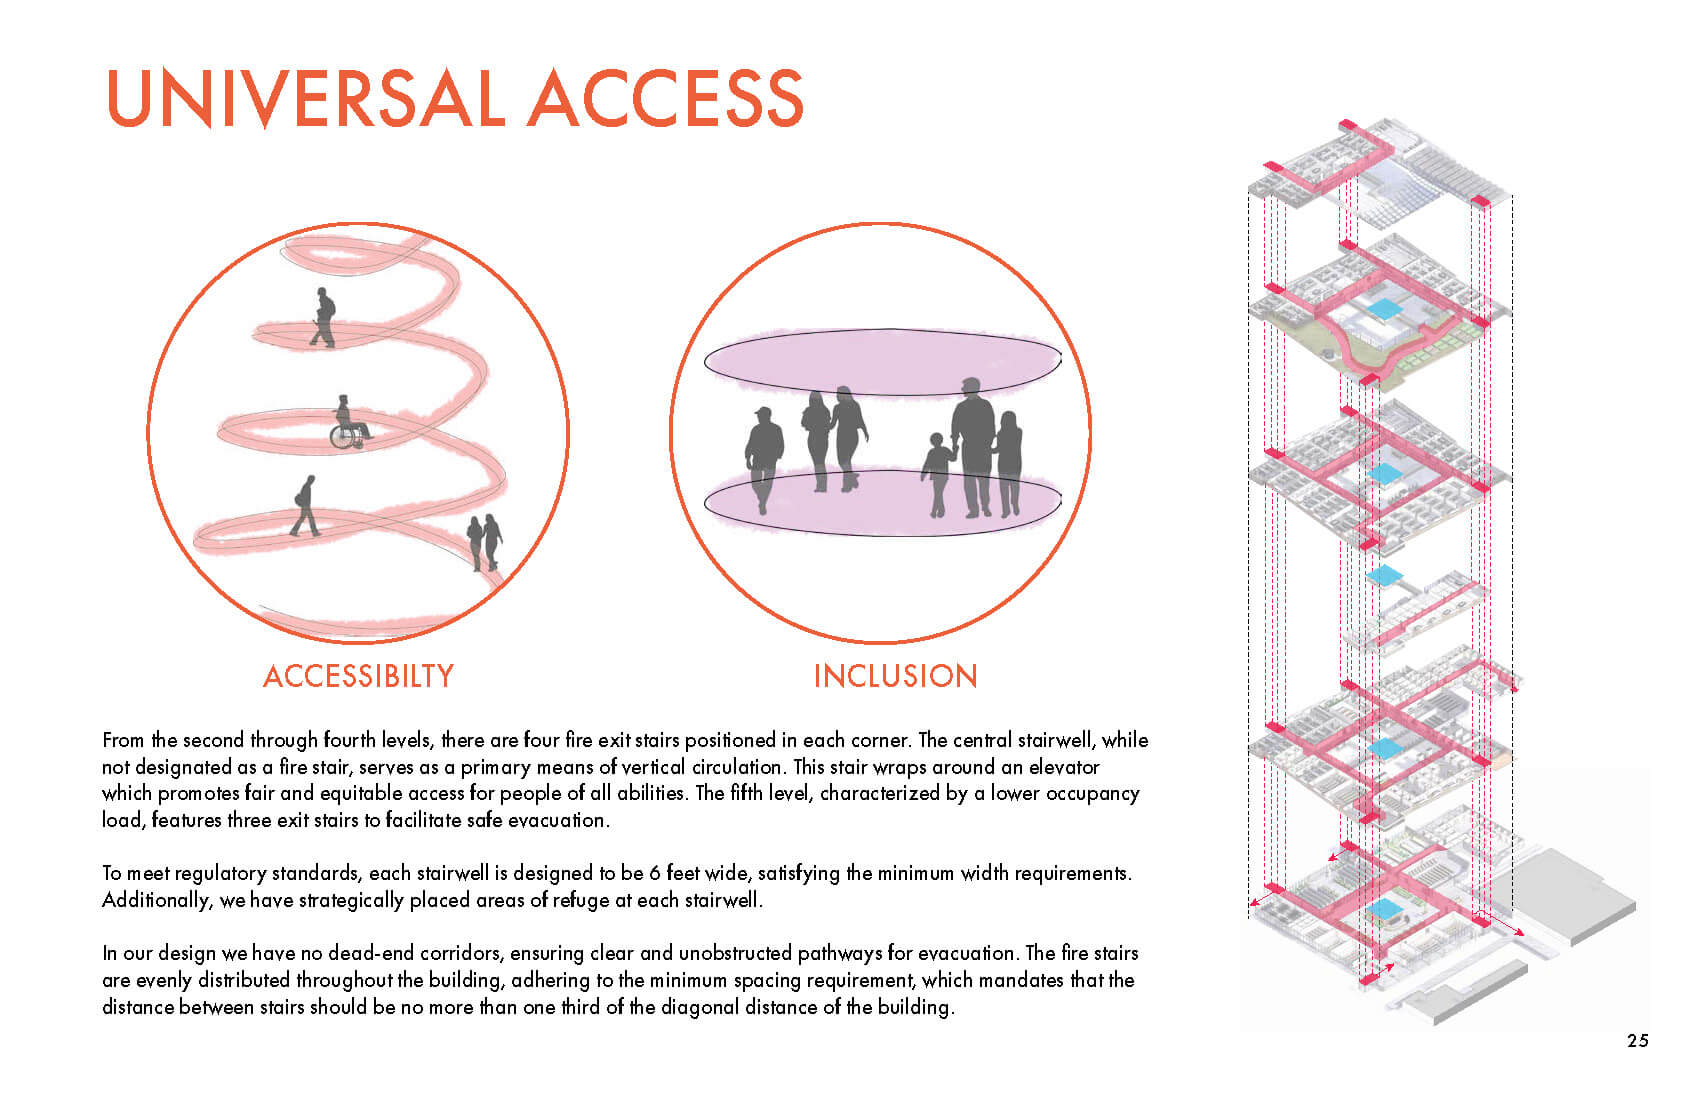 UNIVERSAL ACCESS
ACCESSIBILTY
INCLUSION
From the second through fourth levels, there are four fire exit stairs positioned in each corner. The central stairwell, while
not designated as a fire stair, serves as a primary means of vertical circulation. This stair wraps around an elevator
which promotes fair and equitable access for people of all abilities. The fifth level, characterized by a lower occupancy
load, features three exit stairs to facilitate safe evacuation.
To meet regulatory standards, each stairwell is designed to be 6 feet wide, satisfying the minimum width requirements.
Additionally, we have strategically placed areas of refuge at each stairwell.
In our design we have no dead-end corridors, ensuring clear and unobstructed pathways for evacuation. The fire stairs
are evenly distributed throughout the building, adhering to the minimum spacing requirement, which mandates that the
distance between stairs should be no more than one third of the diagonal distance of the building.
25